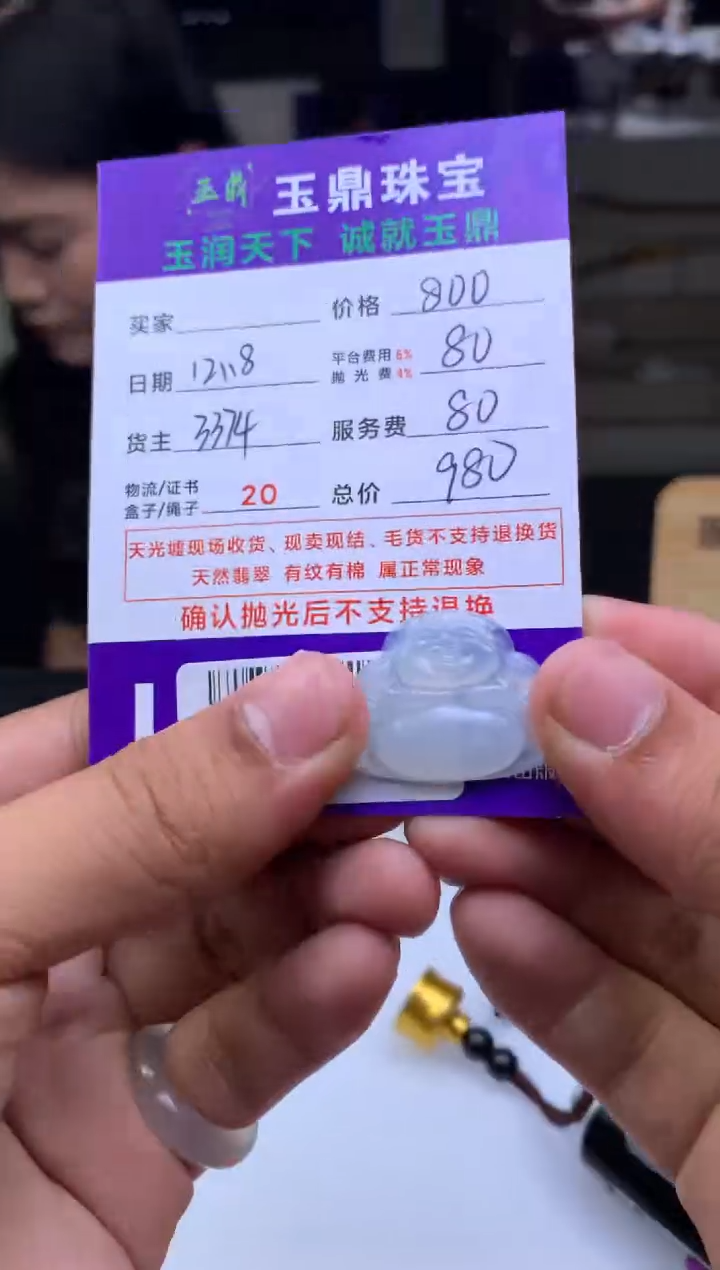 玉鼎 玉鼎珠宝
玉润天下 诚就玉鼎
买家 价格 800
日期 12.18 平台费用6% 抛光费4% 80
货主 3374 服务费 80
物流/证书 盒子/绳子 20 总价 980
天光墟现场收货、现卖现结、毛货不支持退换货
天然翡翠 有纹有棉 属正常现象
确认抛光后不支持退换